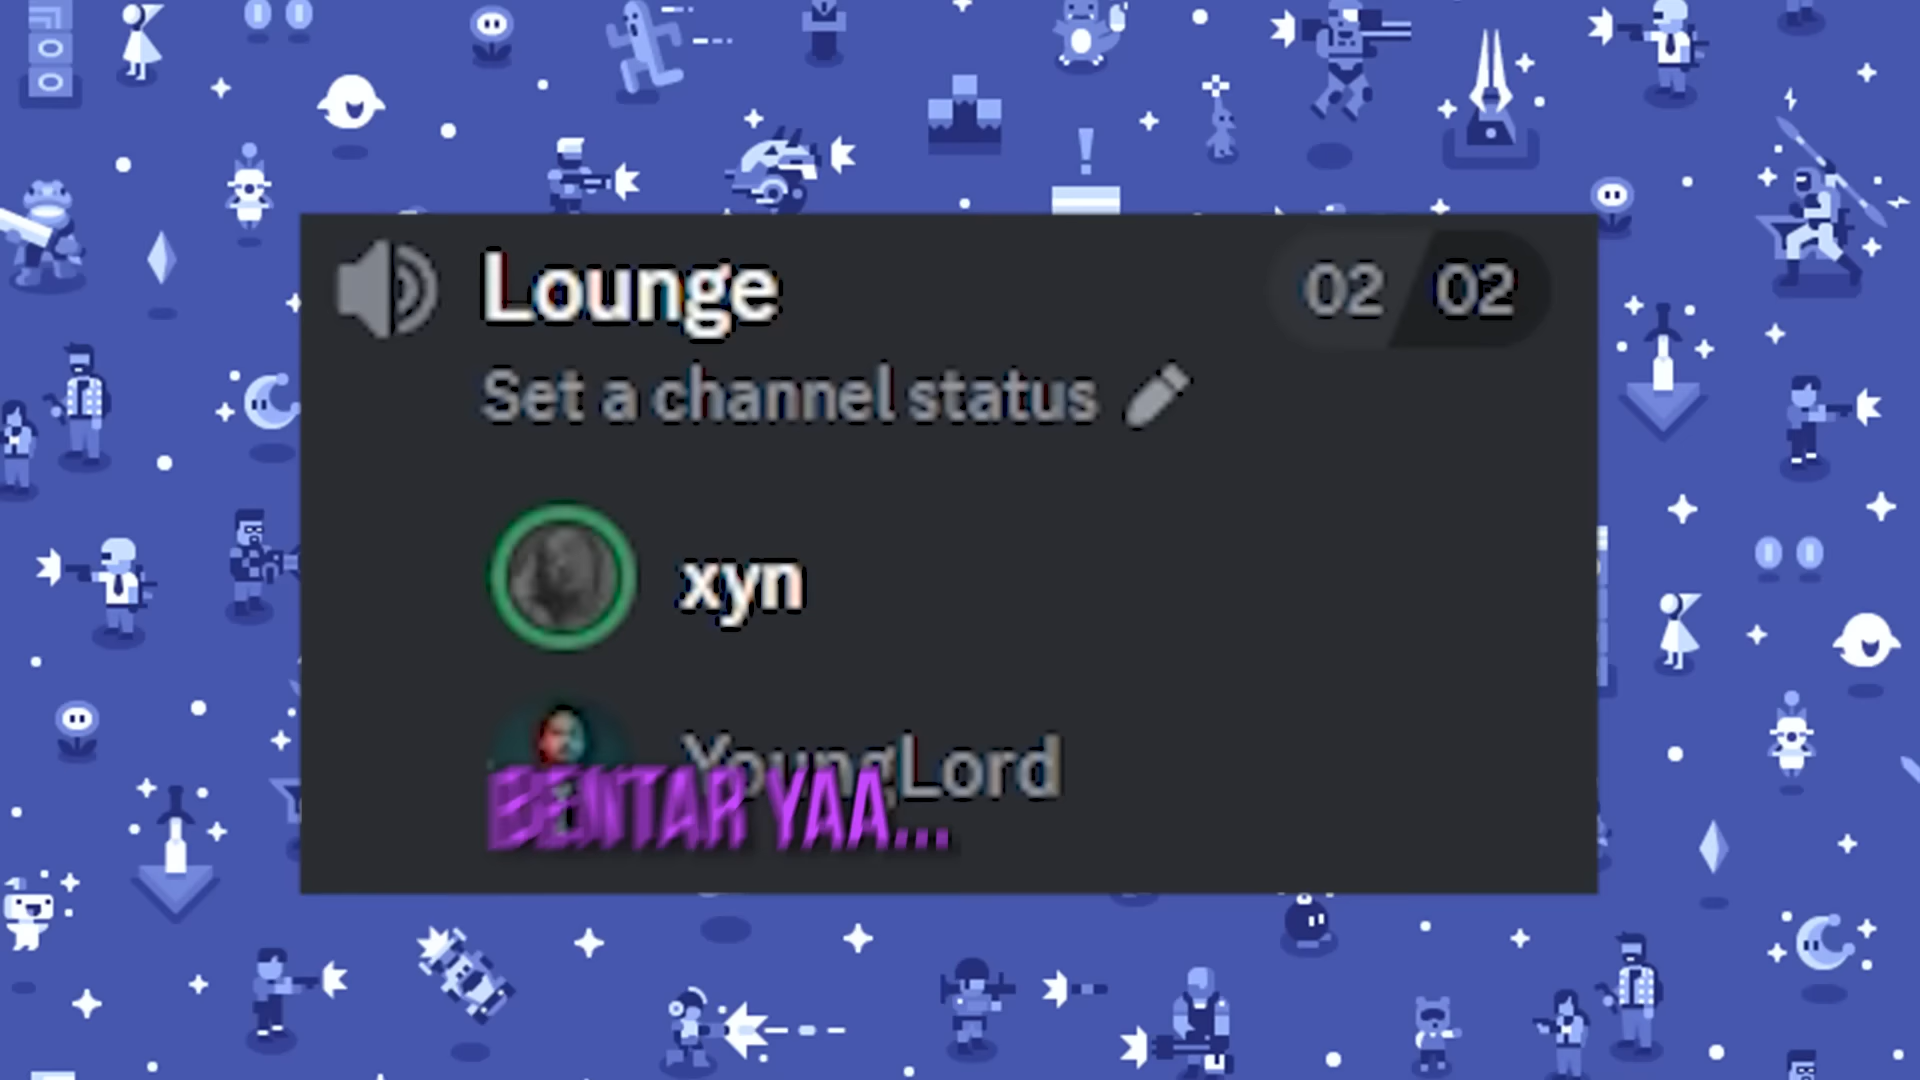 Lounge 02 02
Set a channel status
xyn
YoungLord
BENTAR YAA...